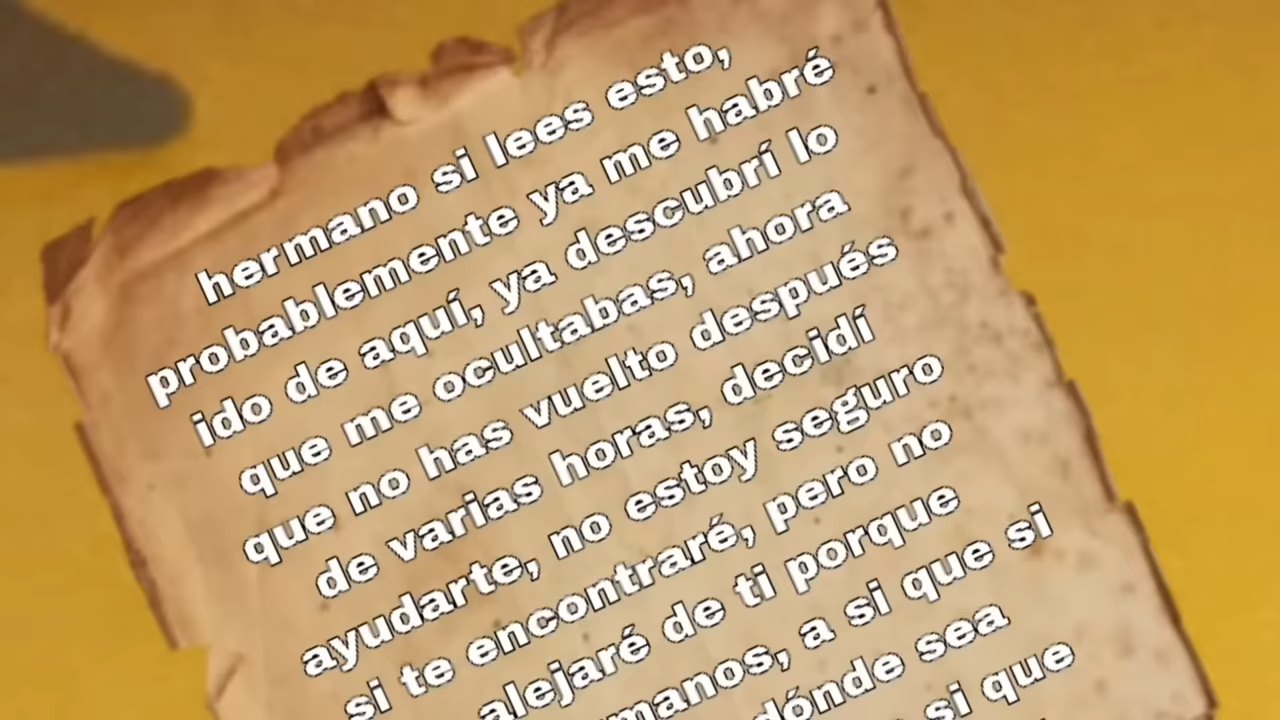 hermano si lees esto,
probablemente ya me habré
ido de aquí, ya descubrí lo
que me ocultabas, ahora
que no has vuelto después
de varias horas, decidí
ayudarte, no estoy seguro
si te encontraré, pero no
alejaré de ti porque
manos, a si que si
dónde sea
si que